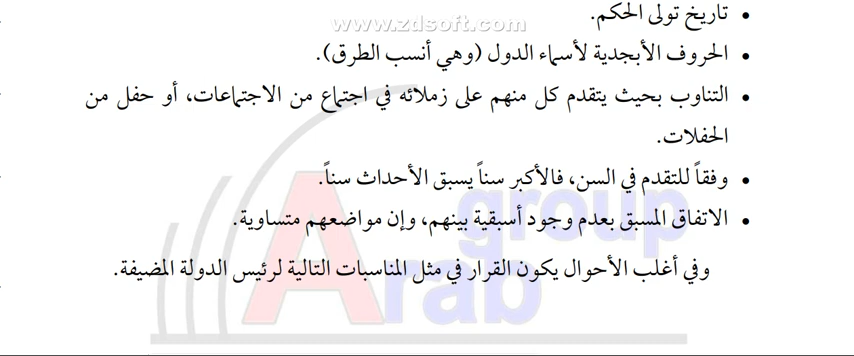 www.zdsoft.com
• تاريخ تولى الحكم.
• الحروف الأبجدية لأسماء الدول (وهي أنسب الطرق).
• التناوب بحيث يتقدم كل منهم على زملائه في اجتماع من الاجتماعات، أو حفل من
الحفلات.
• وفقاً للتقدم في السن، فالأكبر سناً يسبق الأحداث سناً.
• الاتفاق المسبق بعدم وجود أسبقية بينهم، وإن مواضعهم متساوية.
وفي أغلب الأحوال يكون القرار في مثل المناسبات التالية لرئيس الدولة المضيفة.
group
Arab